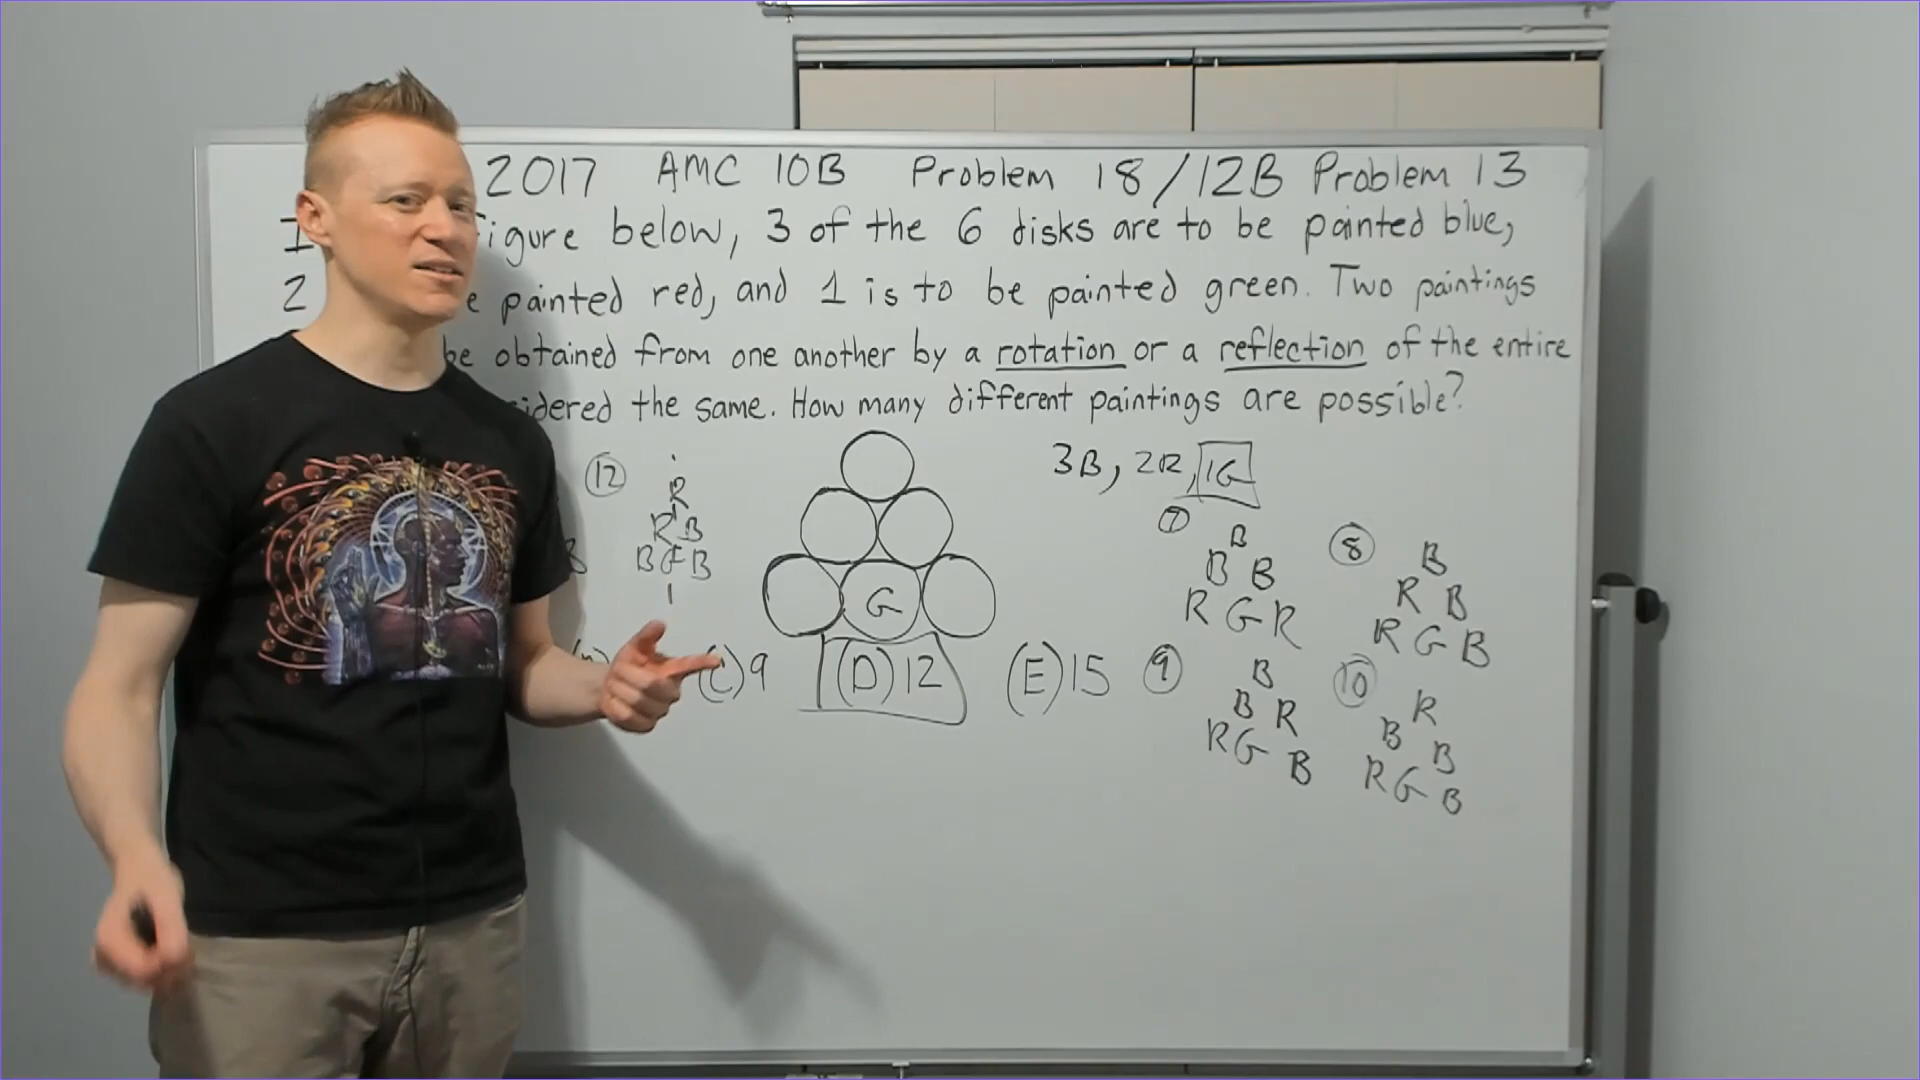 2017 AMC 10B Problem 18/12B Problem 13
I figure below, 3 of the 6 disks are to be painted blue,
2 e painted red, and 1 is to be painted green. Two paintings
be obtained from one another by a rotation or a reflection of the entire
idered the same. How many different paintings are possible?
3B, 2R, 1G
12
R
R B
B G B
G
7
B
B B
R G R
8
B
R B
R G B
(C) 9 (D) 12 (E) 15
9
B
B R
R G B
10
R
B B
R G B